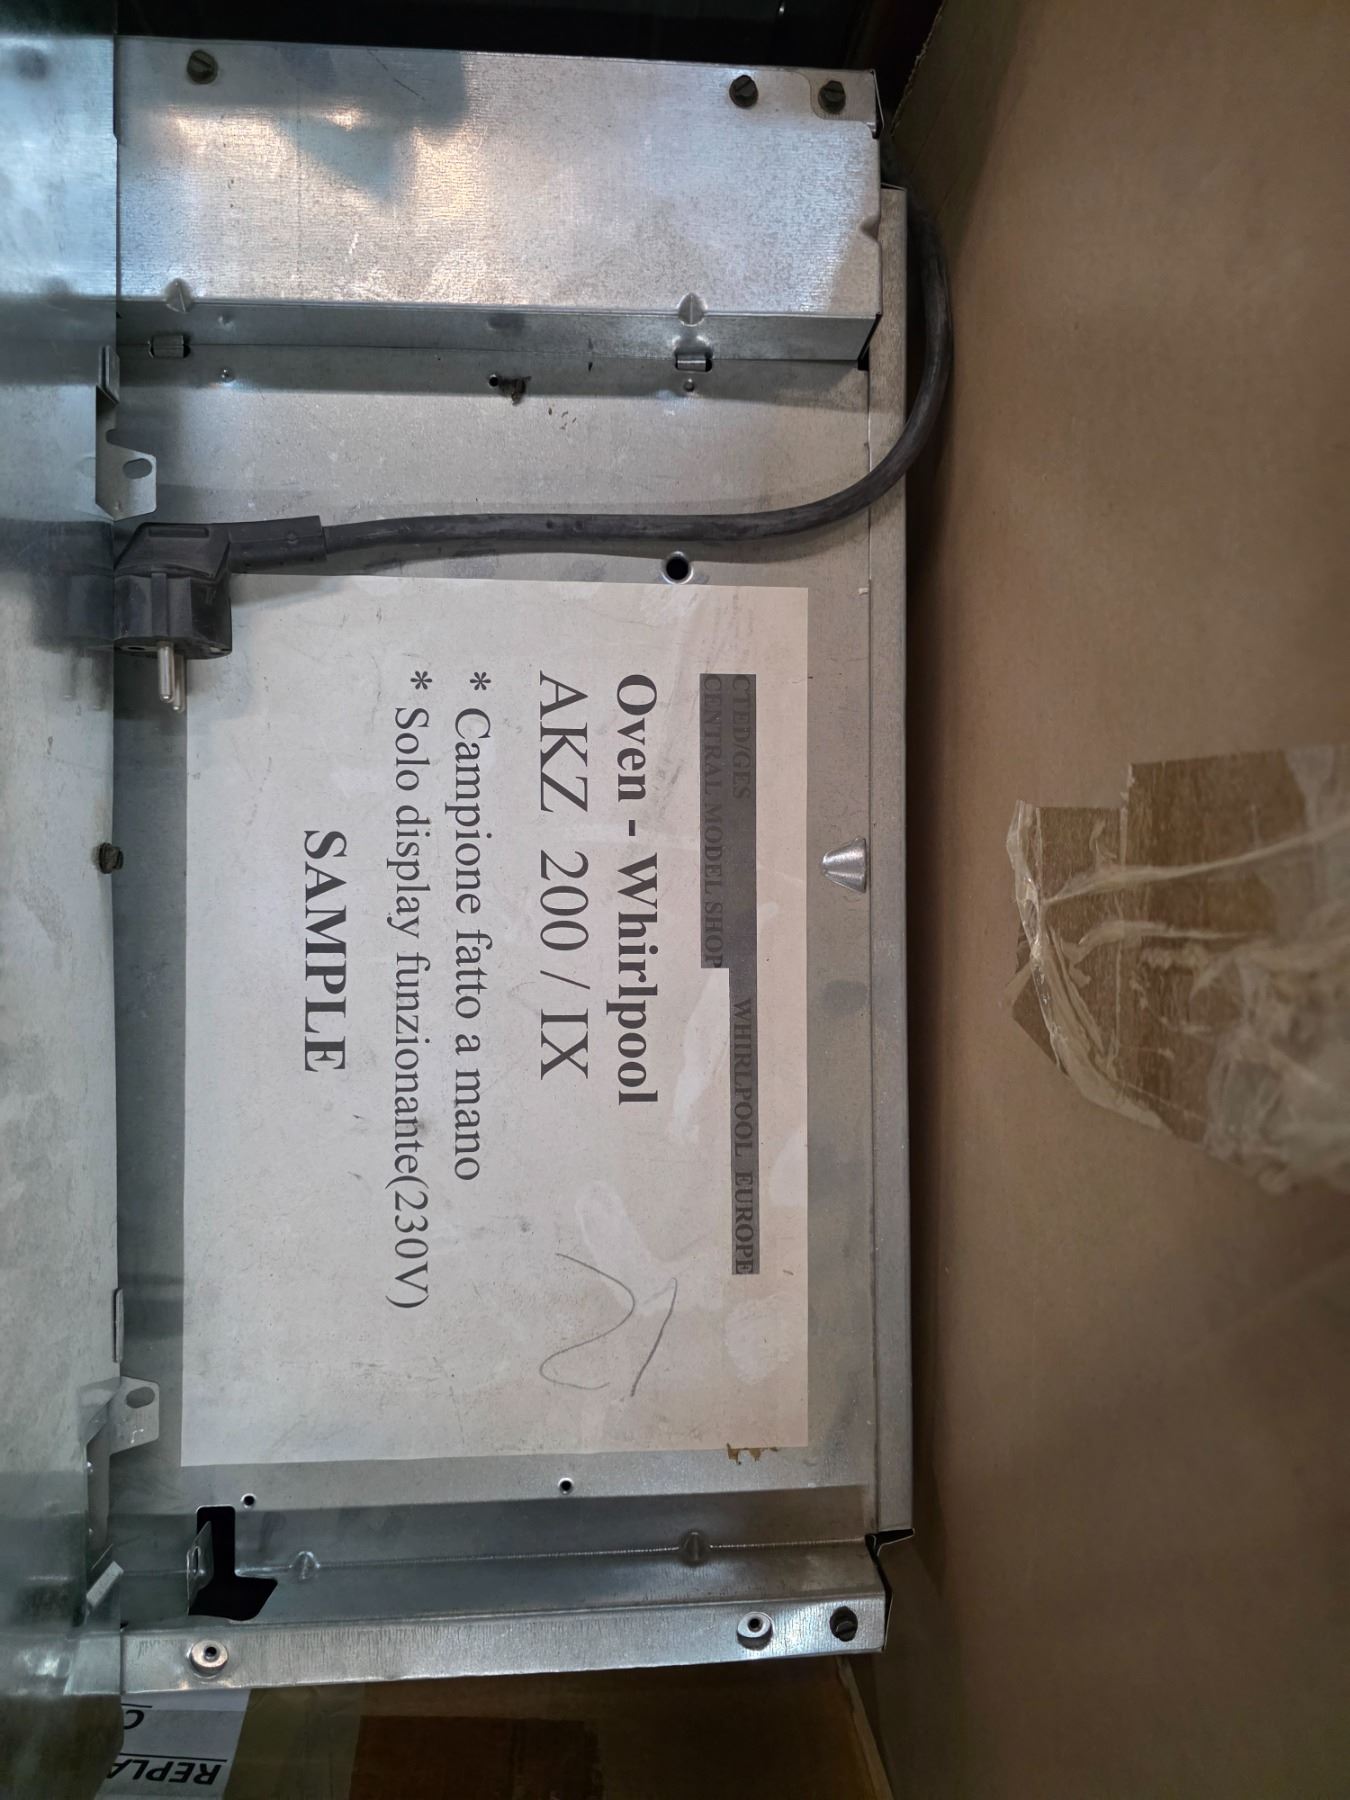 CTED/GES WHIRLPOOL EUROPE
CENTRAL MODEL SHOP
Oven - Whirlpool
AKZ 200 / IX
* Campione fatto a mano
* Solo display funzionante(230V)
SAMPLE